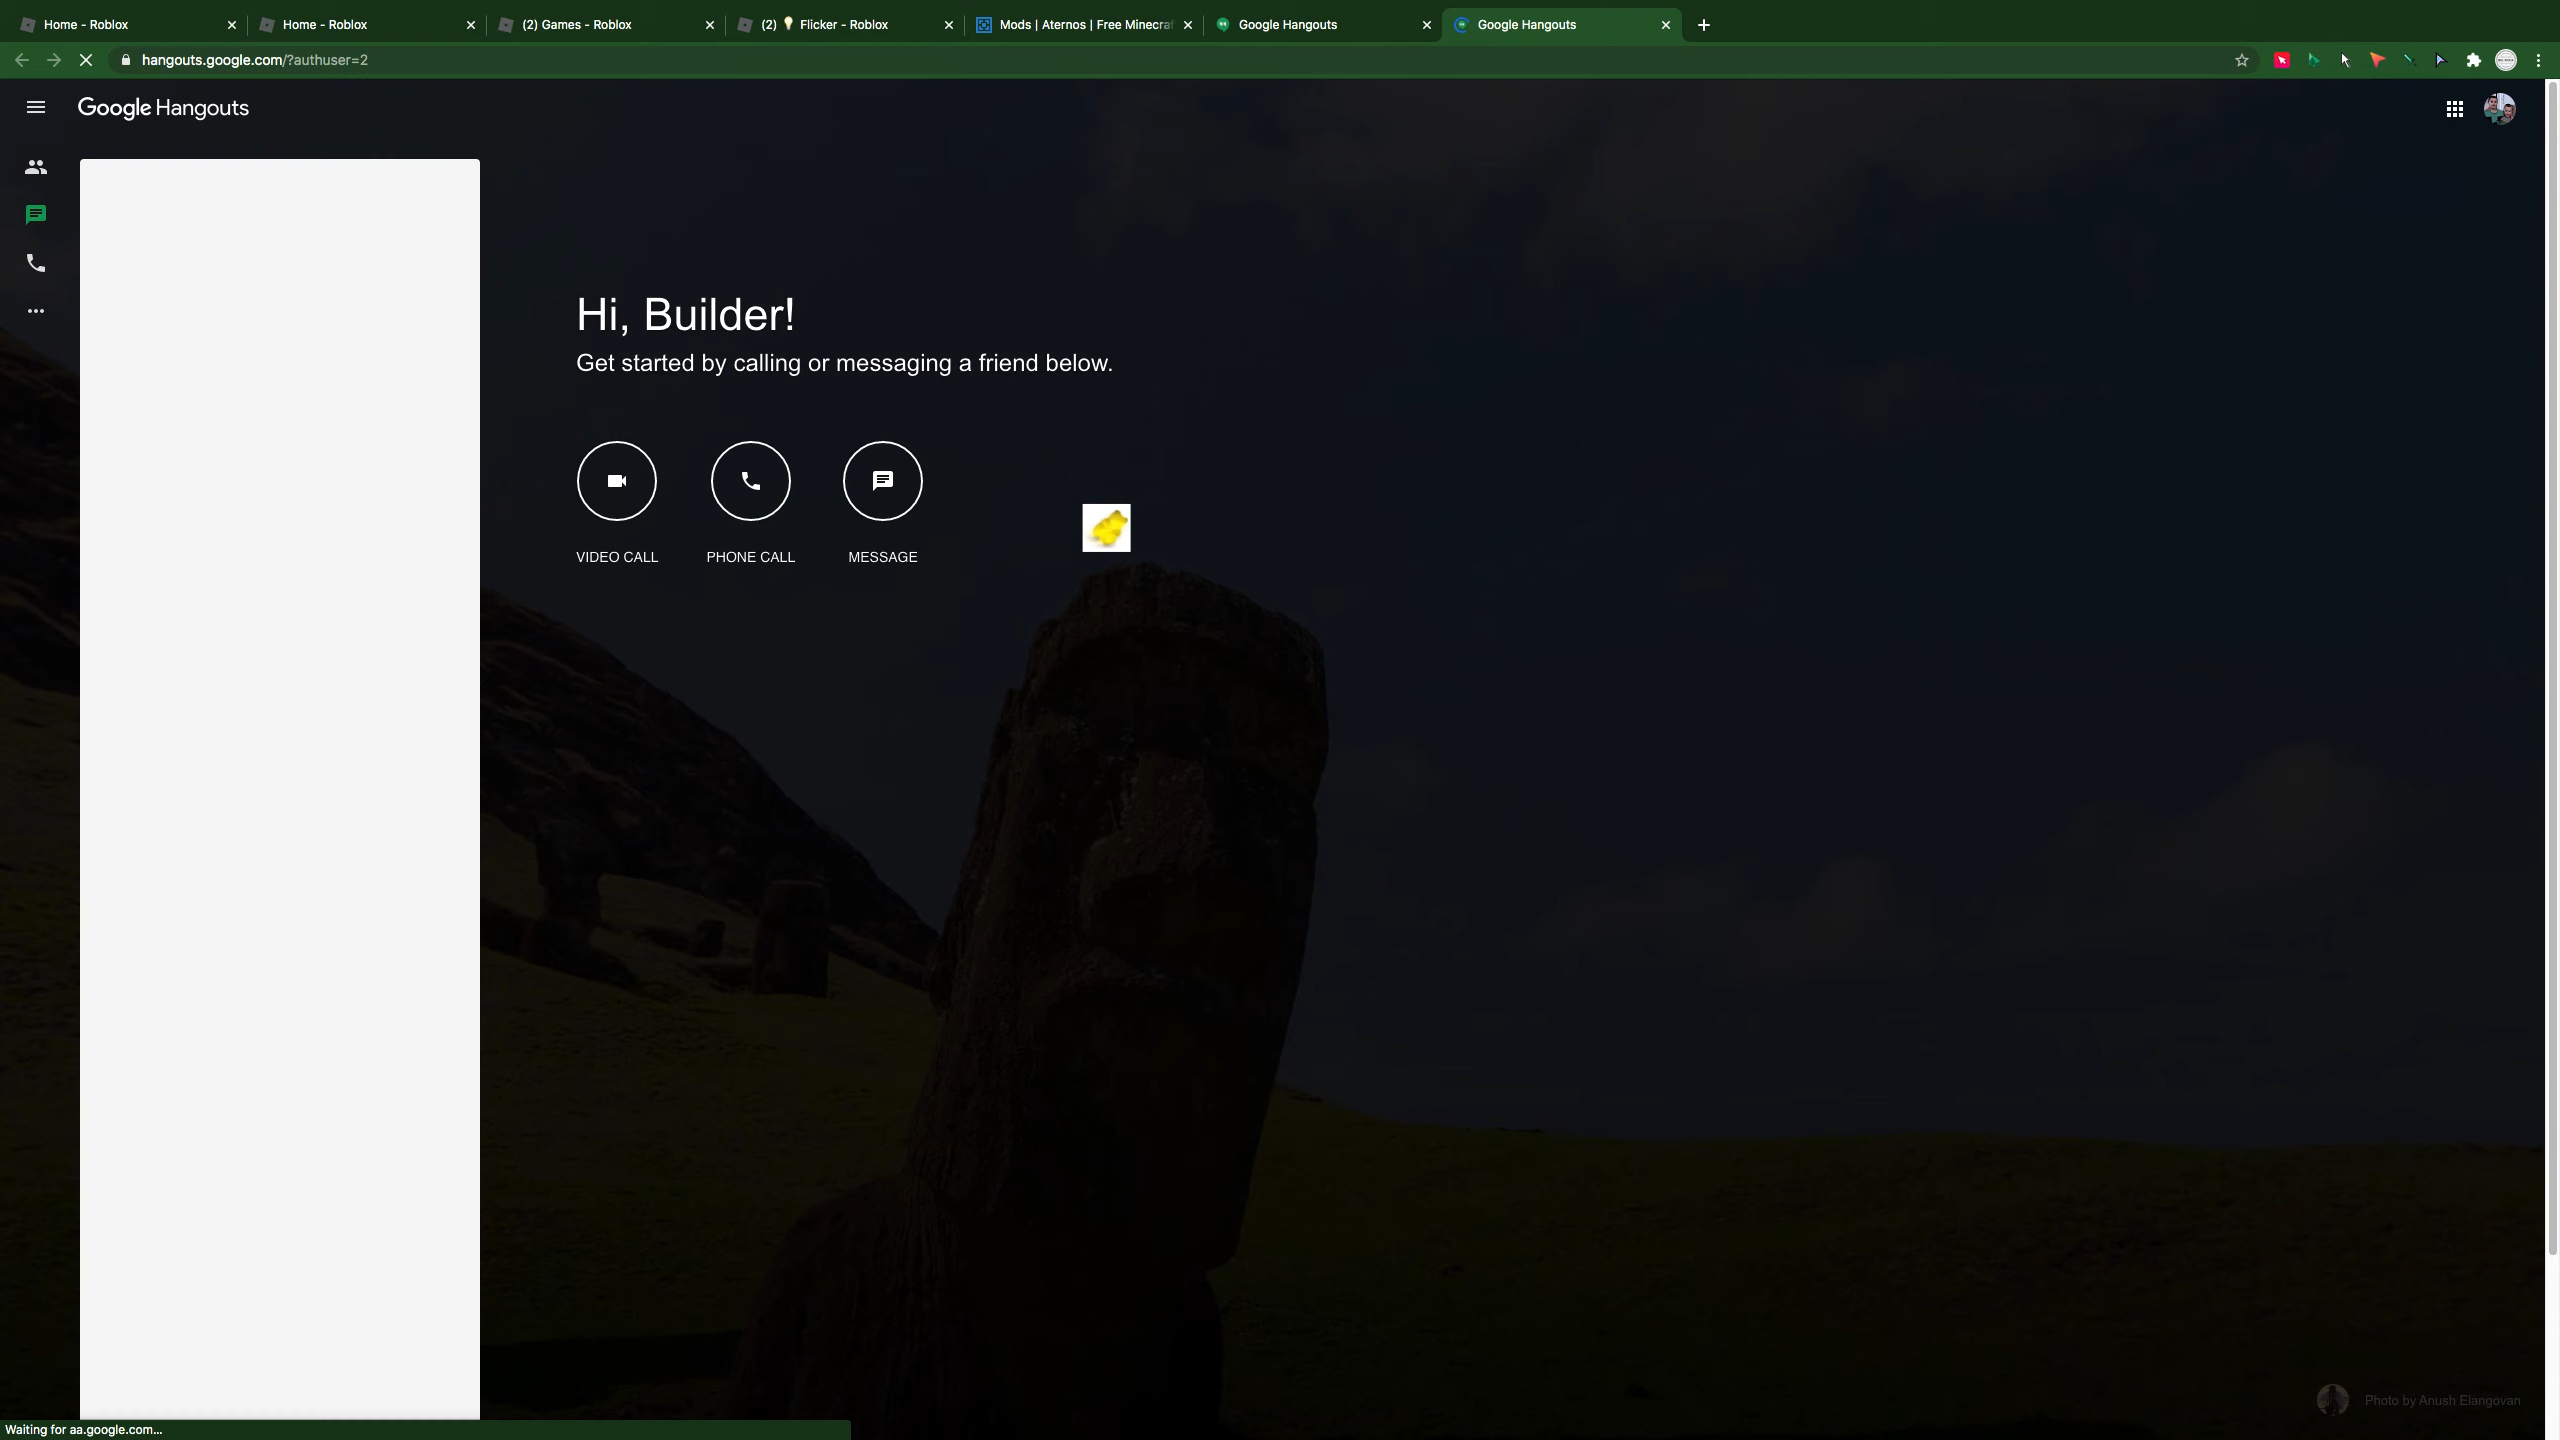 Home - Roblox
Home - Roblox
(2) Games - Roblox
(2) Flicker - Roblox
Mods | Aternos | Free Minecraf
Google Hangouts
Google Hangouts
hangouts.google.com/?authuser=2
Google Hangouts
Hi, Builder!
Get started by calling or messaging a friend below.
VIDEO CALL
PHONE CALL
MESSAGE
Photo by Anush Elangovan
Waiting for aa.google.com...